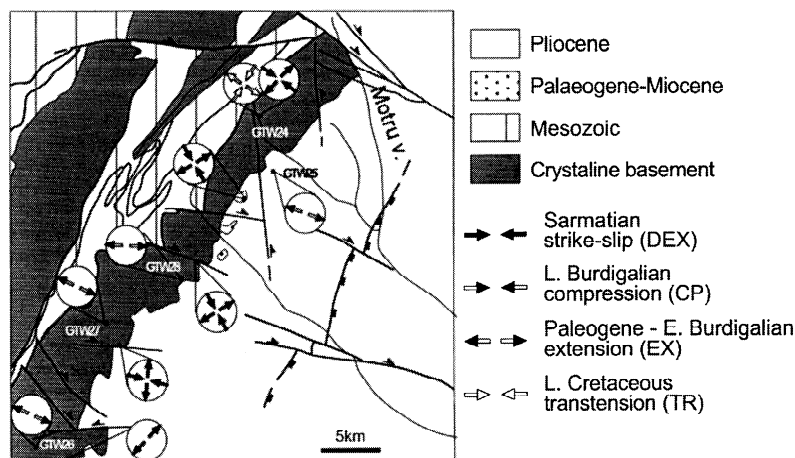 Motru v.
GTW24
GTW25
GTW28
GTW27
GTW26
5km
Pliocene
Palaeogene-Miocene
Mesozoic
Crystaline basement
Sarmatian
strike-slip (DEX)
L. Burdigalian
compression (CP)
Paleogene - E. Burdigalian
extension (EX)
L. Cretaceous
transtension (TR)